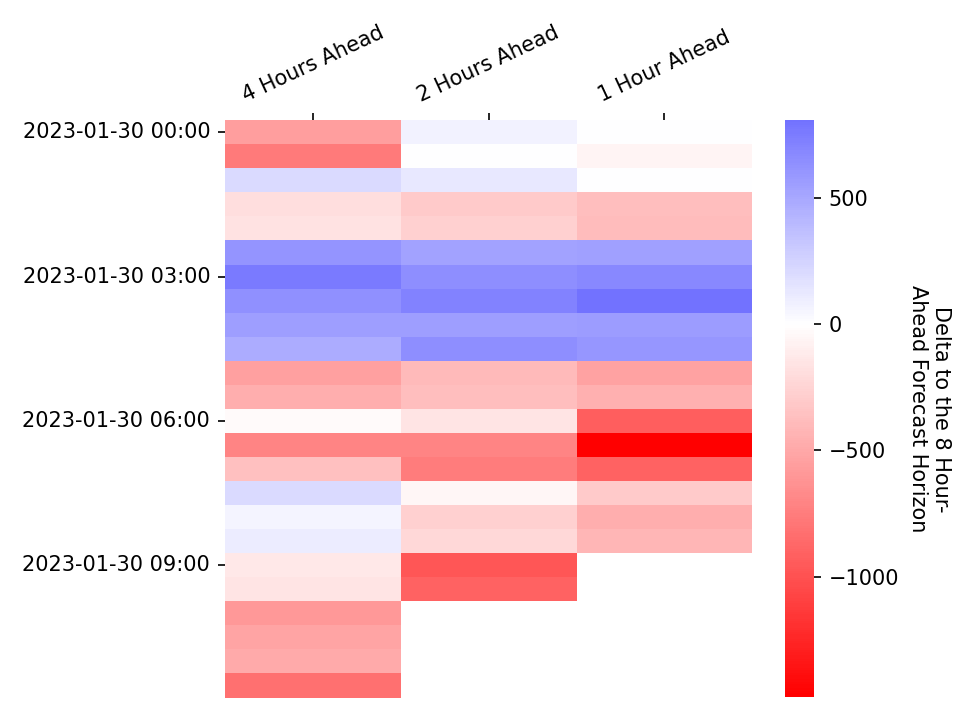 4 Hours Ahead
2 Hours Ahead
1 Hour Ahead
2023-01-30 00:00
2023-01-30 03:00
2023-01-30 06:00
2023-01-30 09:00
500
0
−500
−1000
Delta to the 8 Hour-
Ahead Forecast Horizon